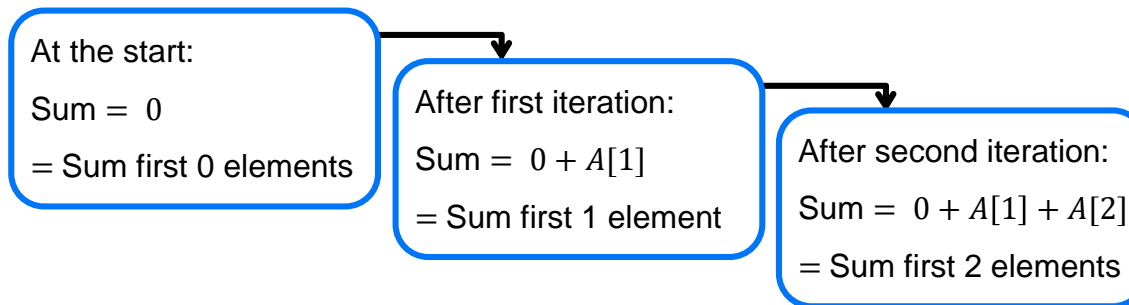 At the start:
Sum = 0
= Sum first 0 elements
After first iteration:
Sum = 0 + A[1]
= Sum first 1 element
After second iteration:
Sum = 0 + A[1] + A[2]
= Sum first 2 elements